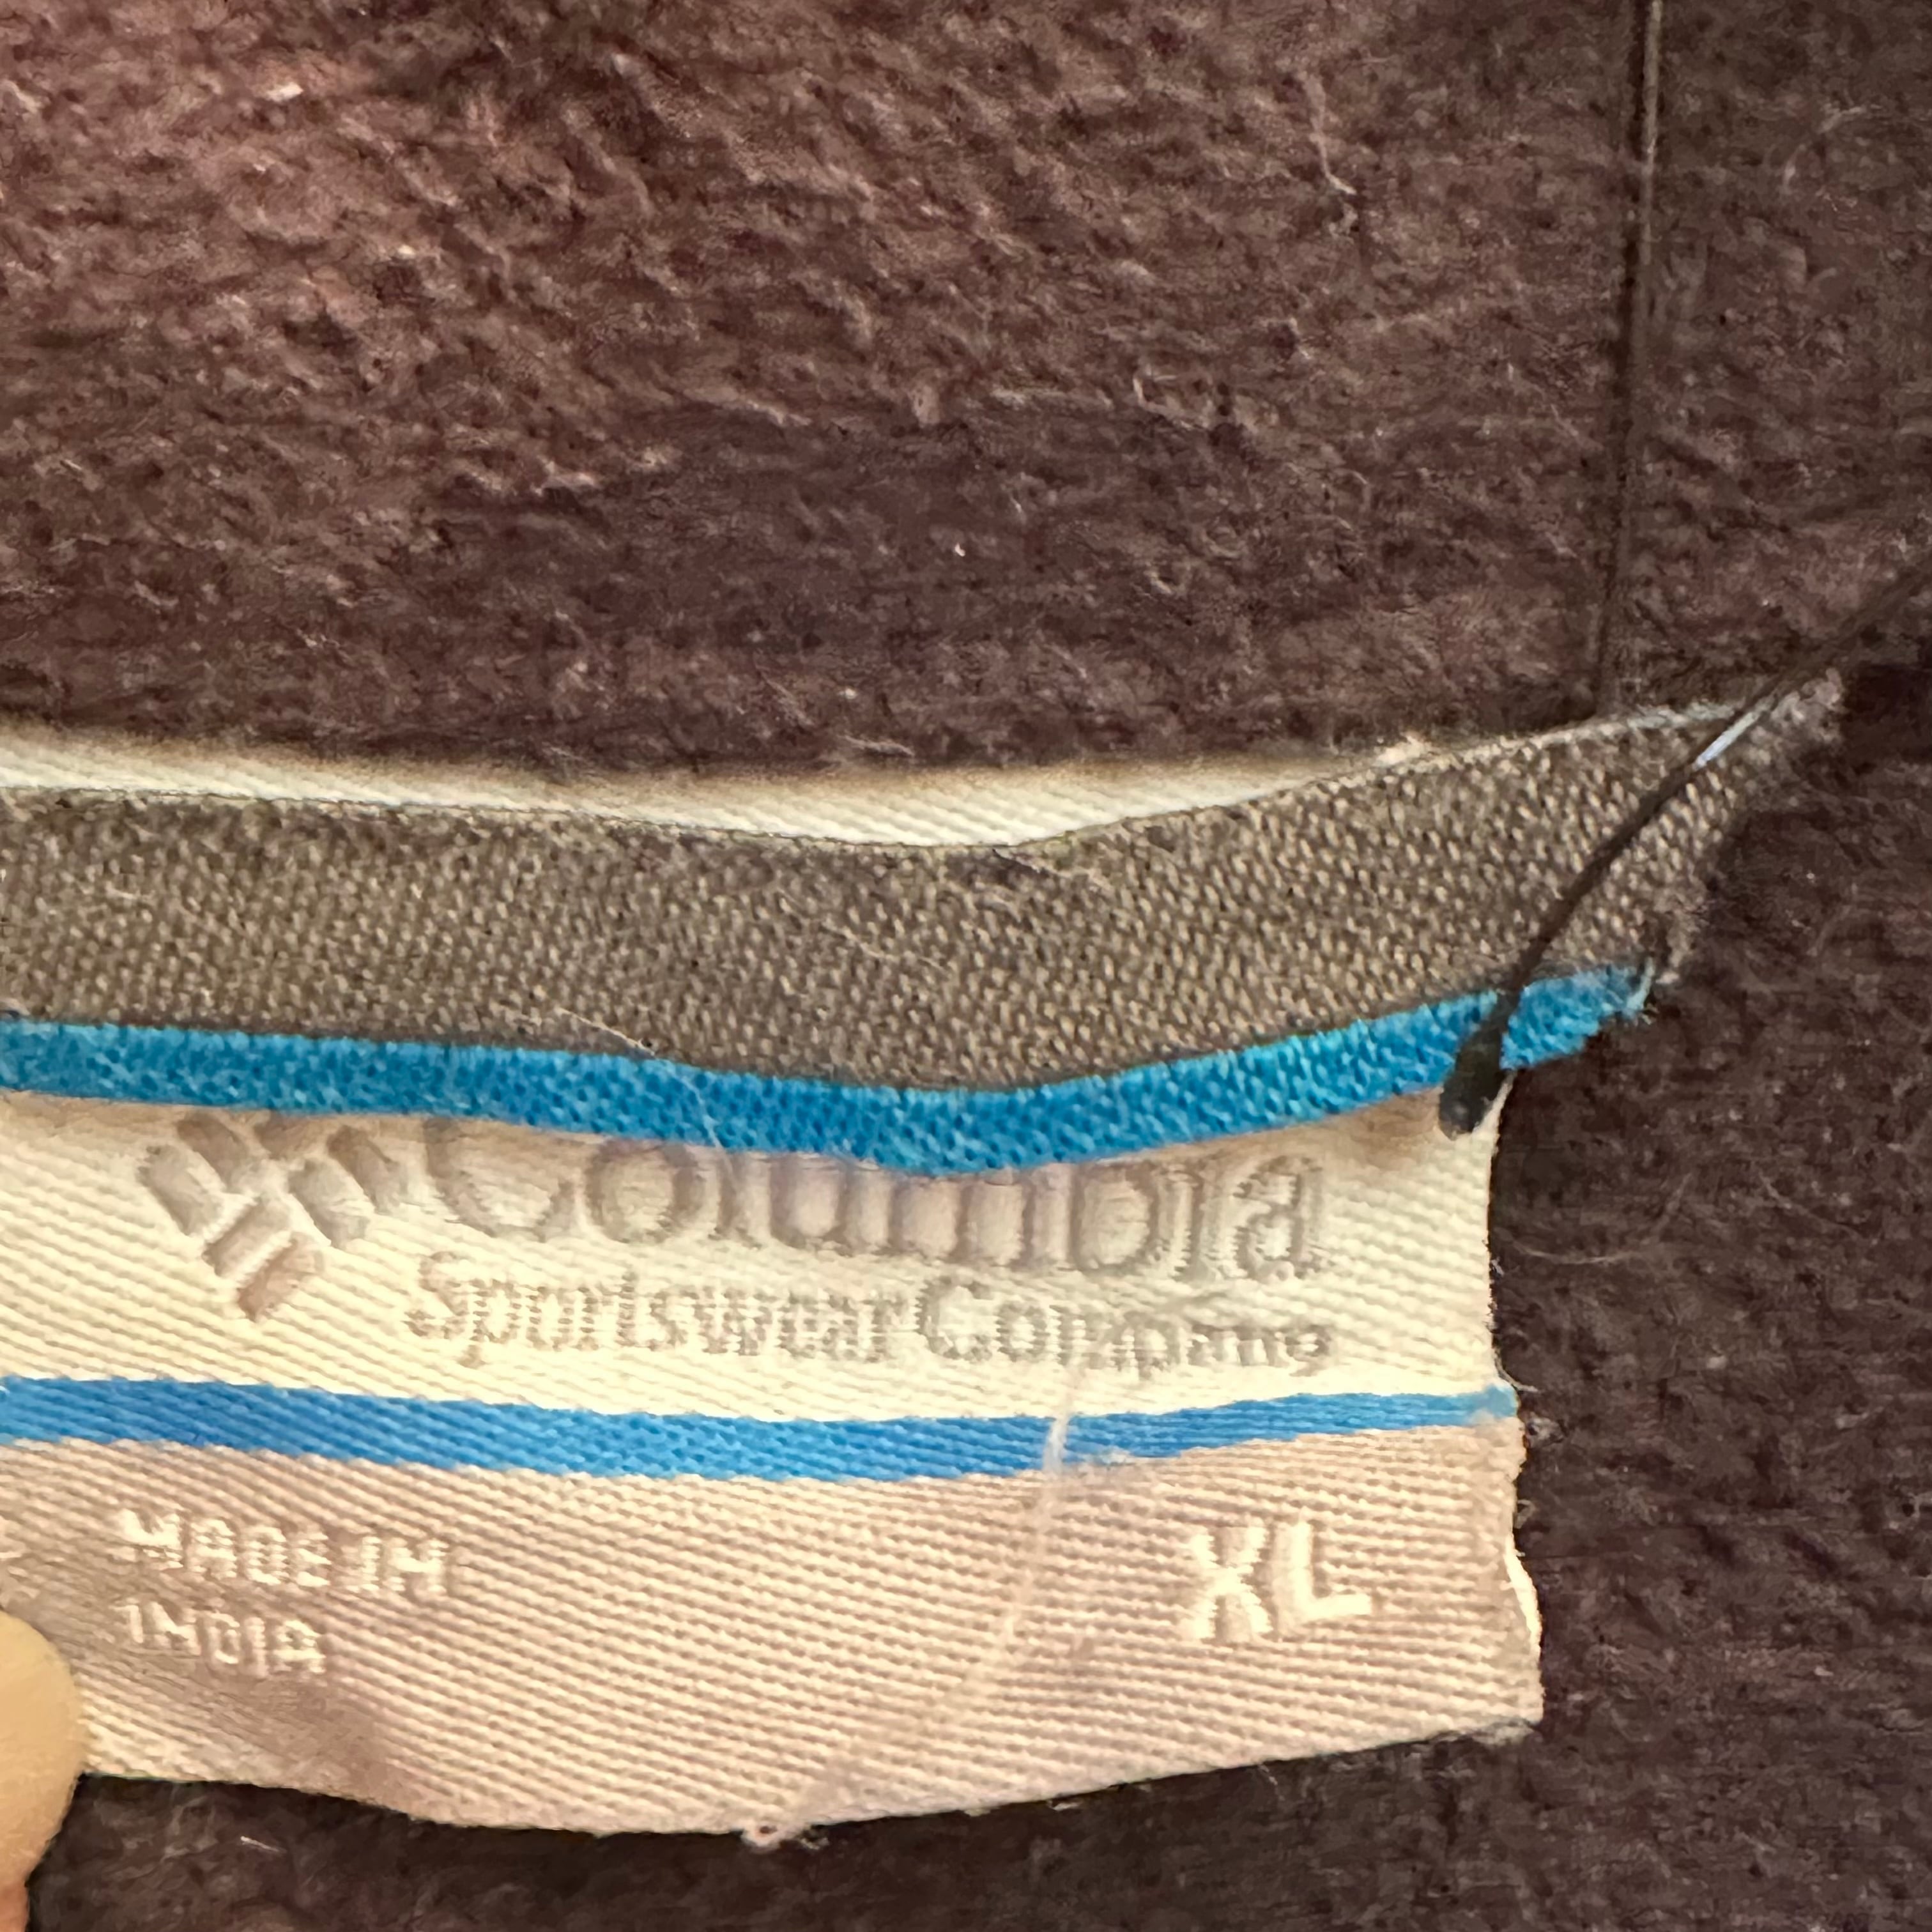 Columbia
Sportswear Company
MADE IN
INDIA
XL